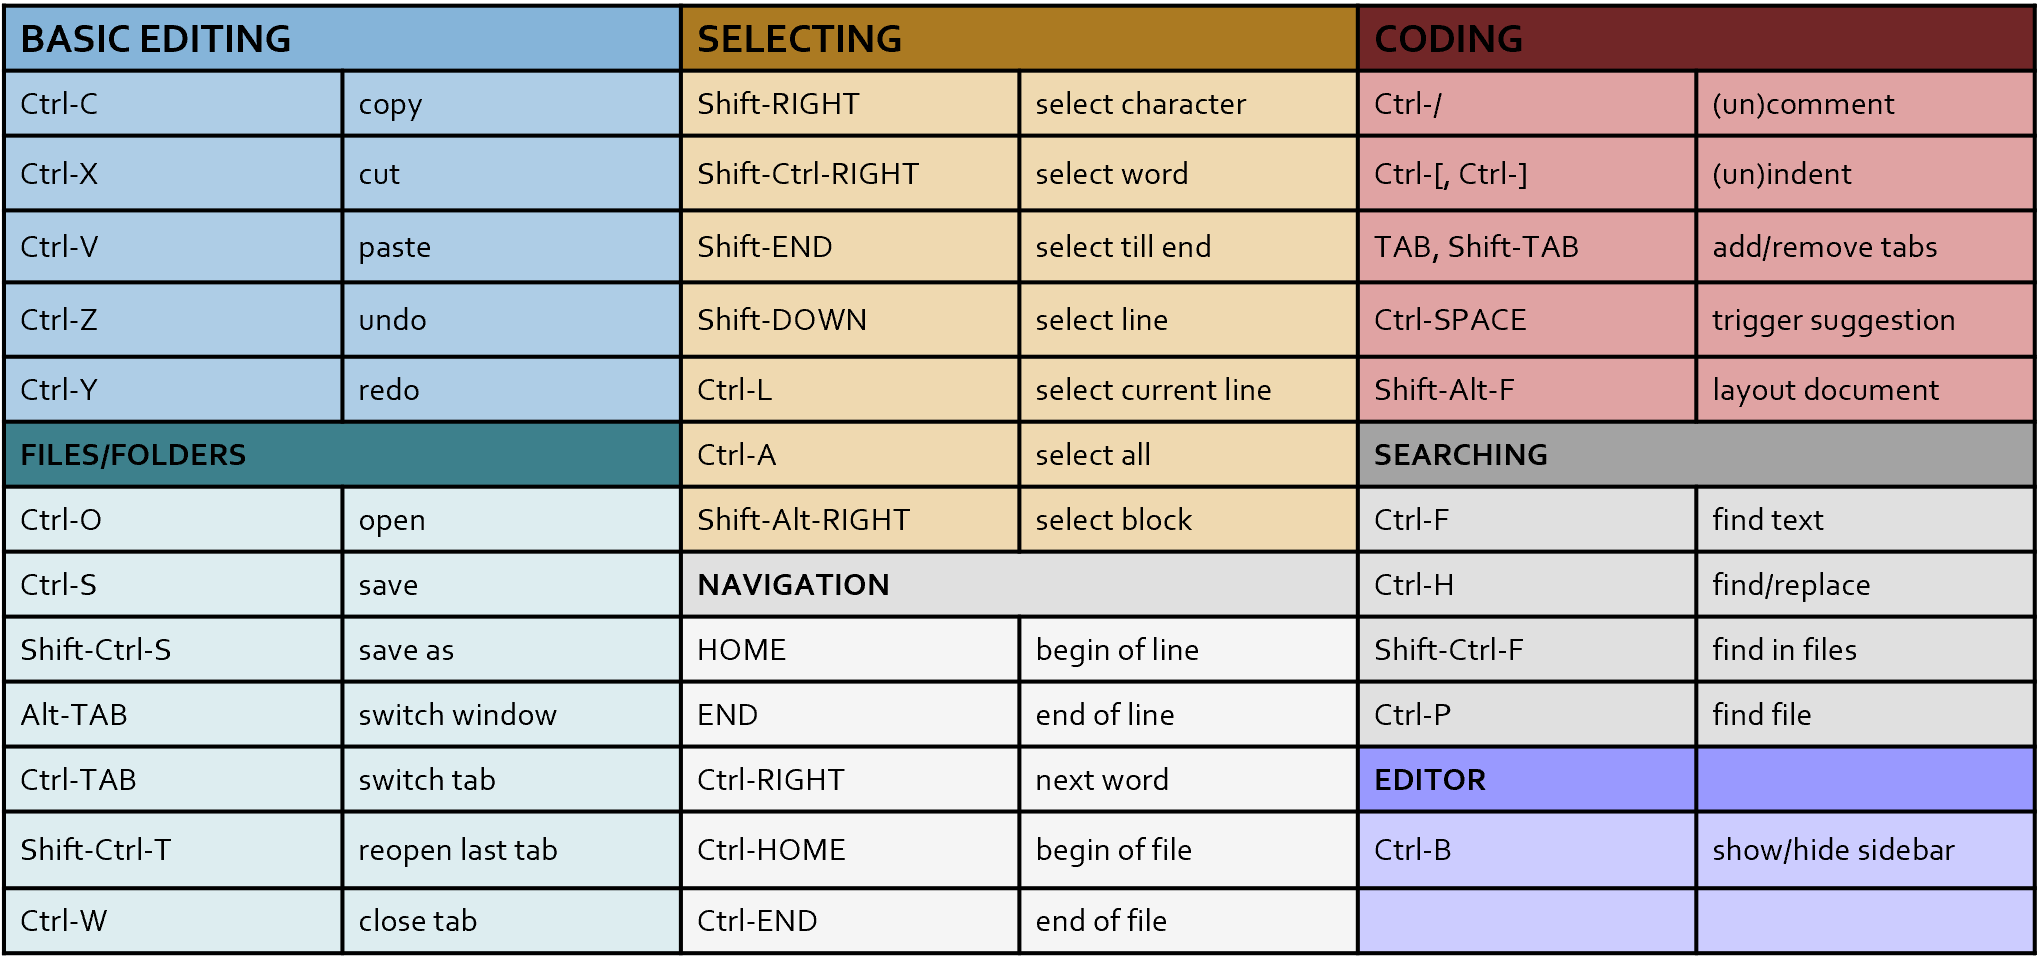 BASIC EDITING
Ctrl-C copy
Ctrl-X cut
Ctrl-V paste
Ctrl-Z undo
Ctrl-Y redo
FILES/FOLDERS
Ctrl-O open
Ctrl-S save
Shift-Ctrl-S save as
Alt-TAB switch window
Ctrl-TAB switch tab
Shift-Ctrl-T reopen last tab
Ctrl-W close tab
SELECTING
Shift-RIGHT select character
Shift-Ctrl-RIGHT select word
Shift-END select till end
Shift-DOWN select line
Ctrl-L select current line
Ctrl-A select all
Shift-Alt-RIGHT select block
NAVIGATION
HOME begin of line
END end of line
Ctrl-RIGHT next word
Ctrl-HOME begin of file
Ctrl-END end of file
CODING
Ctrl-/ (un)comment
Ctrl-[, Ctrl-] (un)indent
TAB, Shift-TAB add/remove tabs
Ctrl-SPACE trigger suggestion
Shift-Alt-F layout document
SEARCHING
Ctrl-F find text
Ctrl-H find/replace
Shift-Ctrl-F find in files
Ctrl-P find file
EDITOR
Ctrl-B show/hide sidebar